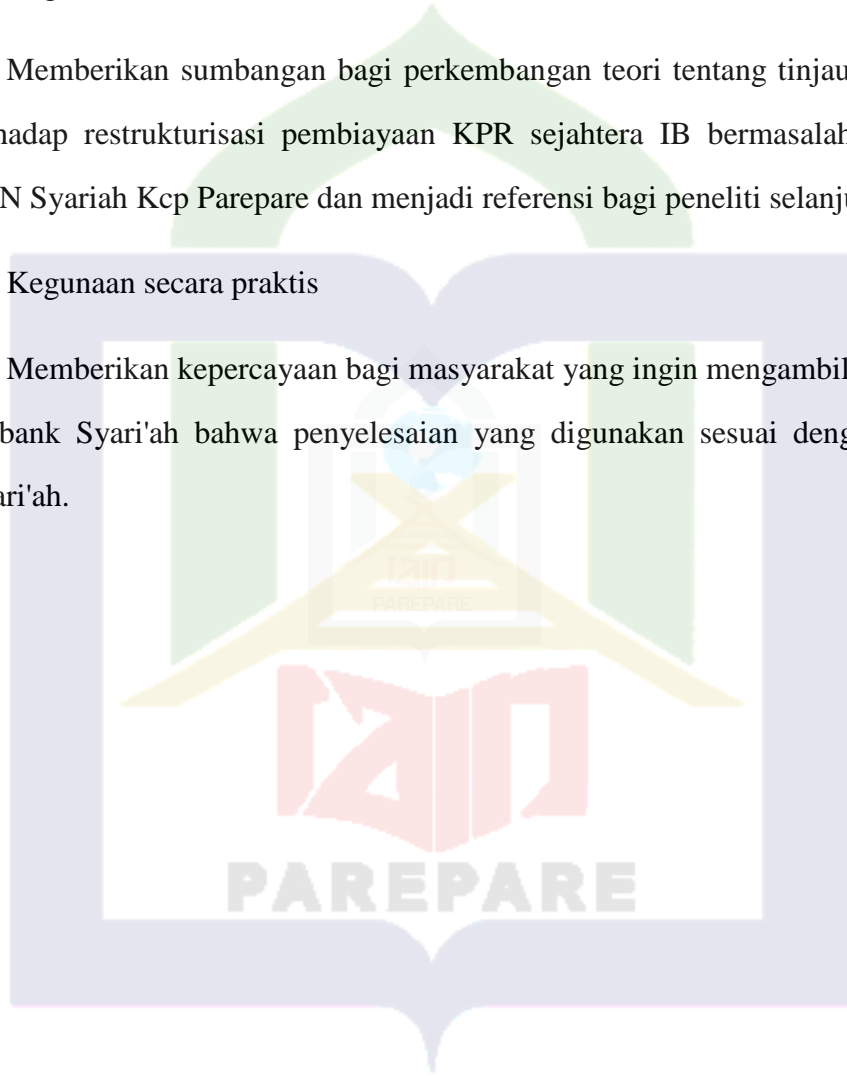 Memberikan sumbangan bagi perkembangan teori tentang tinjau
hadap restrukturisasi pembiayaan KPR sejahtera IB bermasalah
N Syariah Kcp Parepare dan menjadi referensi bagi peneliti selanju
Kegunaan secara praktis
Memberikan kepercayaan bagi masyarakat yang ingin mengambil
bank Syari'ah bahwa penyelesaian yang digunakan sesuai deng
ari'ah.
IAIN
PAREPARE
IAIN
PAREPARE